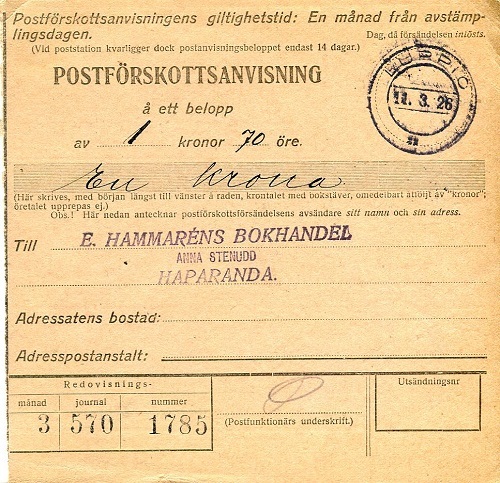 Postförskottsanvisningens giltighetstid: En månad från avstämp-
lingsdagen.
Dag, då försändelsen inlösts.
(Vid poststation kvarligger dock postanvisningsbeloppet endast 14 dagar.)
POSTFÖRSKOTTSANVISNING
å ett belopp
av 1 kronor 70 öre.
11. 3. 26
En krona
(Här skrives, med början längst till vänster å raden, krontalet med bokstäver, omedelbart åtföljt av "kronor";
öretalet upprepas ej.)
Obs.! Här nedan antecknar postförskottsförsändelsens avsändare sitt namn och sin adress.
Till E. HAMMARÉNS BOKHANDEL
ANNA STENUDD
HAPARANDA.
Adressatens bostad:
Adresspostanstalt:
Redovisnings-
månad journal nummer
3 570 1785
(Postfunktionärs underskrift.)
Utsändningsnr